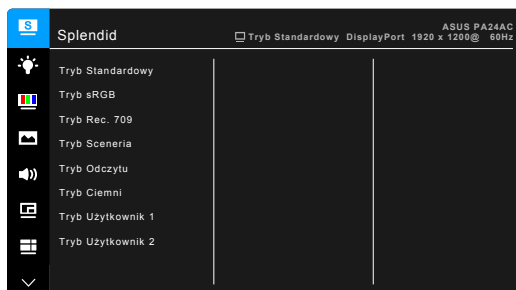 S
Splendid
ASUS PA24AC
Tryb Standardowy DisplayPort 1920 x 1200@ 60Hz
Tryb Standardowy
Tryb sRGB
Tryb Rec. 709
Tryb Sceneria
Tryb Odczytu
Tryb Ciemni
Tryb Użytkownik 1
Tryb Użytkownik 2